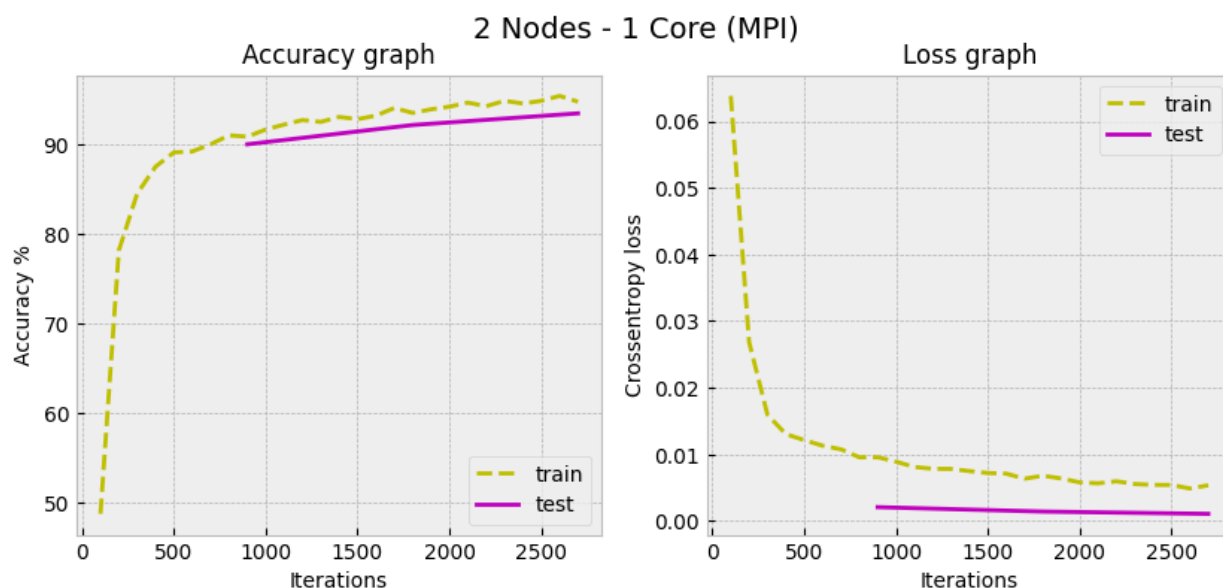 2 Nodes - 1 Core (MPI)
Accuracy graph
Accuracy %
90
80
70
60
50
0 500 1000 1500 2000 2500
Iterations
train
test
Loss graph
Crossentropy loss
0.06
0.05
0.04
0.03
0.02
0.01
0.00
0 500 1000 1500 2000 2500
Iterations
train
test